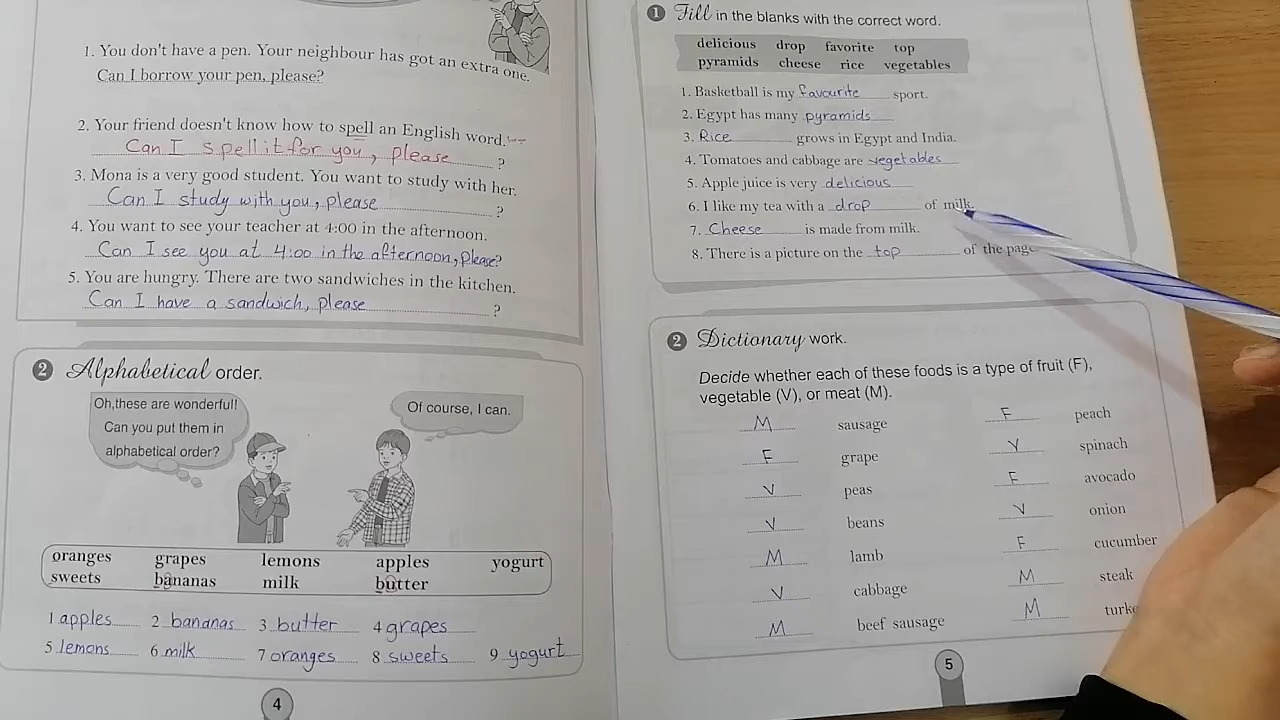 1. You don't have a pen. Your neighbour has got an extra one.
Can I borrow your pen, please?
2. Your friend doesn't know how to spell an English word.
Can I spell it for you, please ?
3. Mona is a very good student. You want to study with her.
Can I study with you, please ?
4. You want to see your teacher at 4:00 in the afternoon.
Can I see you at 4:00 in the afternoon, please?
5. You are hungry. There are two sandwiches in the kitchen.
Can I have a sandwich, please ?
2 Alphabetical order.
Oh,these are wonderful!
Can you put them in
alphabetical order?
Of course, I can.
oranges grapes lemons apples yogurt
sweets bananas milk butter
1 apples 2 bananas 3 butter 4 grapes
5 lemons 6 milk 7 oranges 8 sweets 9 yogurt
4
1 Fill in the blanks with the correct word.
delicious drop favorite top
pyramids cheese rice vegetables
1. Basketball is my favourite sport.
2. Egypt has many pyramids
3. Rice grows in Egypt and India.
4. Tomatoes and cabbage are vegetables
5. Apple juice is very delicious
6. I like my tea with a drop of milk.
7. Cheese is made from milk.
8. There is a picture on the top of the page
2 Dictionary work.
Decide whether each of these foods is a type of fruit (F),
vegetable (V), or meat (M).
M sausage F peach
F grape V spinach
V peas F avocado
V beans V onion
M lamb F cucumber
V cabbage M steak
M beef sausage M turke
5